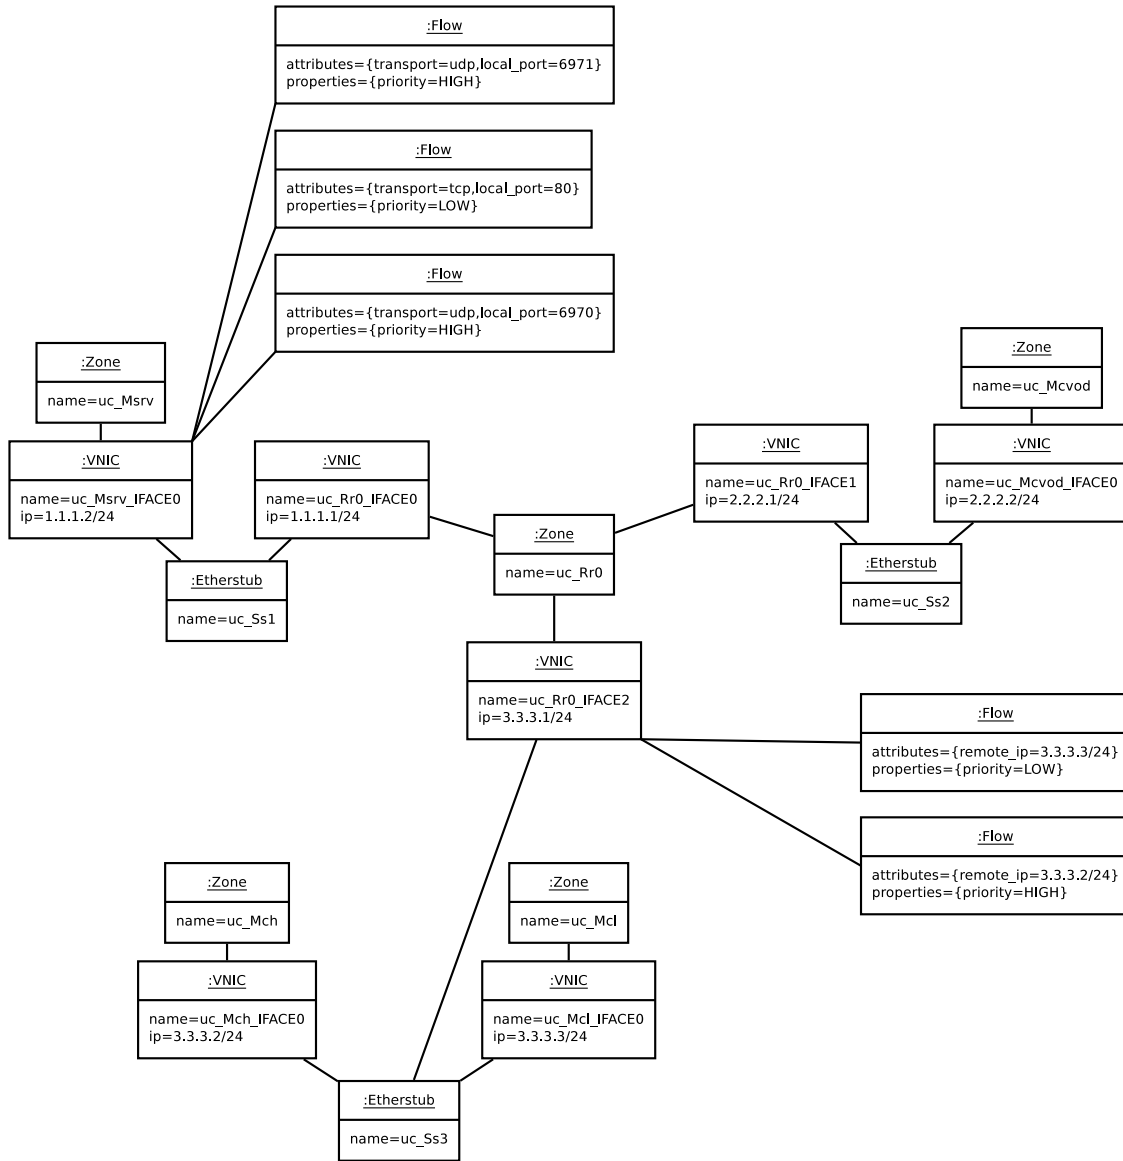 :Flow
attributes={transport=udp,local_port=6971}
properties={priority=HIGH}
:Flow
attributes={transport=tcp,local_port=80}
properties={priority=LOW}
:Flow
attributes={transport=udp,local_port=6970}
properties={priority=HIGH}
:Zone
name=uc_Msrv
:Zone
name=uc_Mcvod
:VNIC
name=uc_Msrv_IFACE0
ip=1.1.1.2/24
:VNIC
name=uc_Rr0_IFACE0
ip=1.1.1.1/24
:VNIC
name=uc_Rr0_IFACE1
ip=2.2.2.1/24
:VNIC
name=uc_Mcvod_IFACE0
ip=2.2.2.2/24
:Zone
name=uc_Rr0
:Etherstub
name=uc_Ss1
:Etherstub
name=uc_Ss2
:VNIC
name=uc_Rr0_IFACE2
ip=3.3.3.1/24
:Flow
attributes={remote_ip=3.3.3.3/24}
properties={priority=LOW}
:Flow
attributes={remote_ip=3.3.3.2/24}
properties={priority=HIGH}
:Zone
name=uc_Mch
:Zone
name=uc_Mcl
:VNIC
name=uc_Mch_IFACE0
ip=3.3.3.2/24
:VNIC
name=uc_Mcl_IFACE0
ip=3.3.3.3/24
:Etherstub
name=uc_Ss3